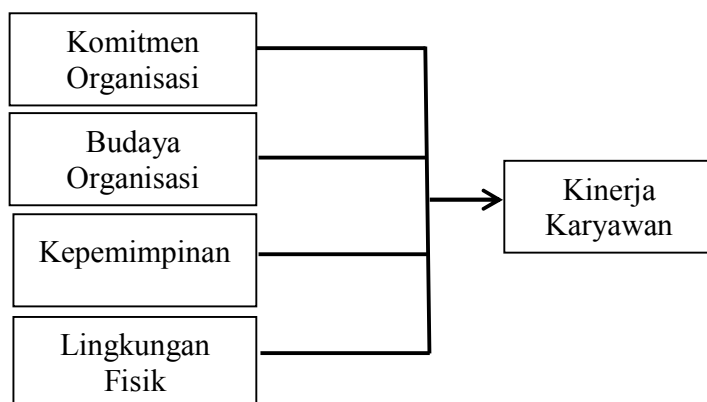 Komitmen
Organisasi
Budaya
Organisasi
Kepemimpinan
Lingkungan
Fisik
Kinerja
Karyawan